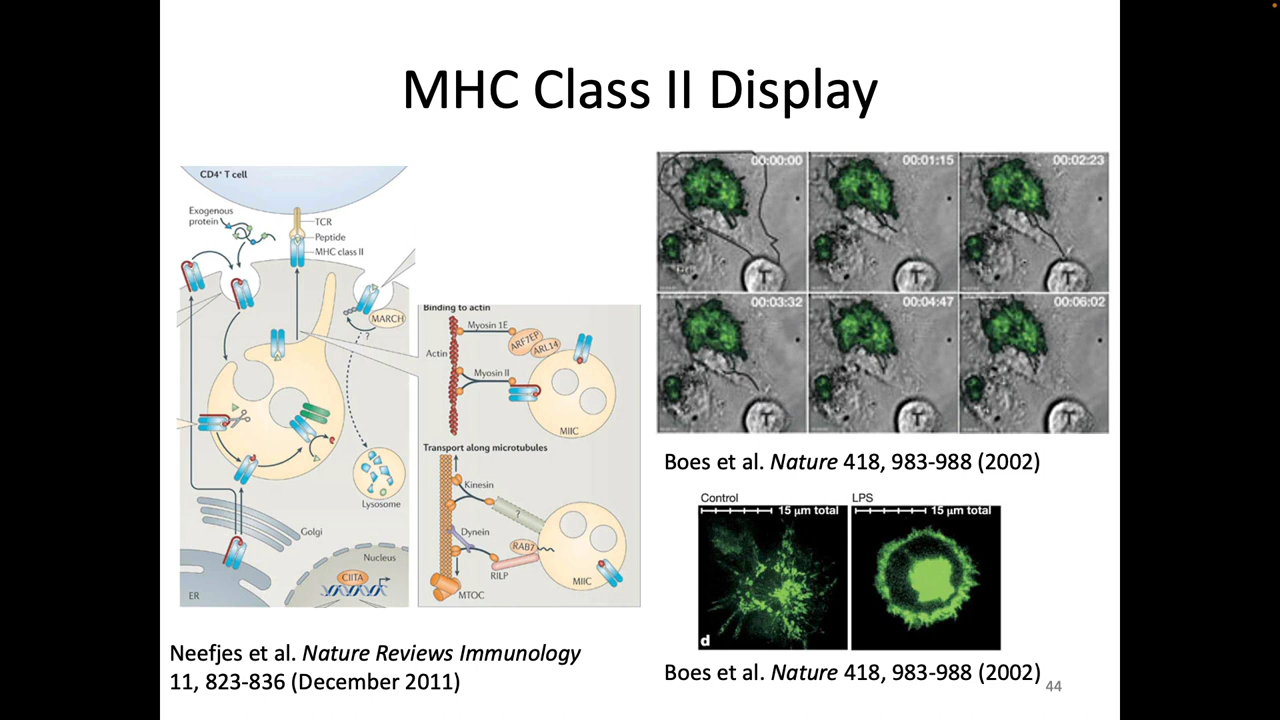 MHC Class II Display
CD4⁺ T cell
Exogenous
protein
TCR
Peptide
MHC class II
MARCH
?
Lysosome
Golgi
Nucleus
CIITA
ER
Binding to actin
Myosin 1E
ARF7EP
ARL14
Actin
Myosin II
MIIC
Transport along microtubules
Kinesin
?
Dynein
RAB7
RILP
MIIC
MTOC
Neefjes et al. Nature Reviews Immunology
11, 823-836 (December 2011)
00:00:00
00:01:15
00:02:23
T
T
T
00:03:32
00:04:47
00:06:02
T
T
T
Boes et al. Nature 418, 983-988 (2002)
Control
LPS
15 μm total
15 μm total
d
Boes et al. Nature 418, 983-988 (2002)
44